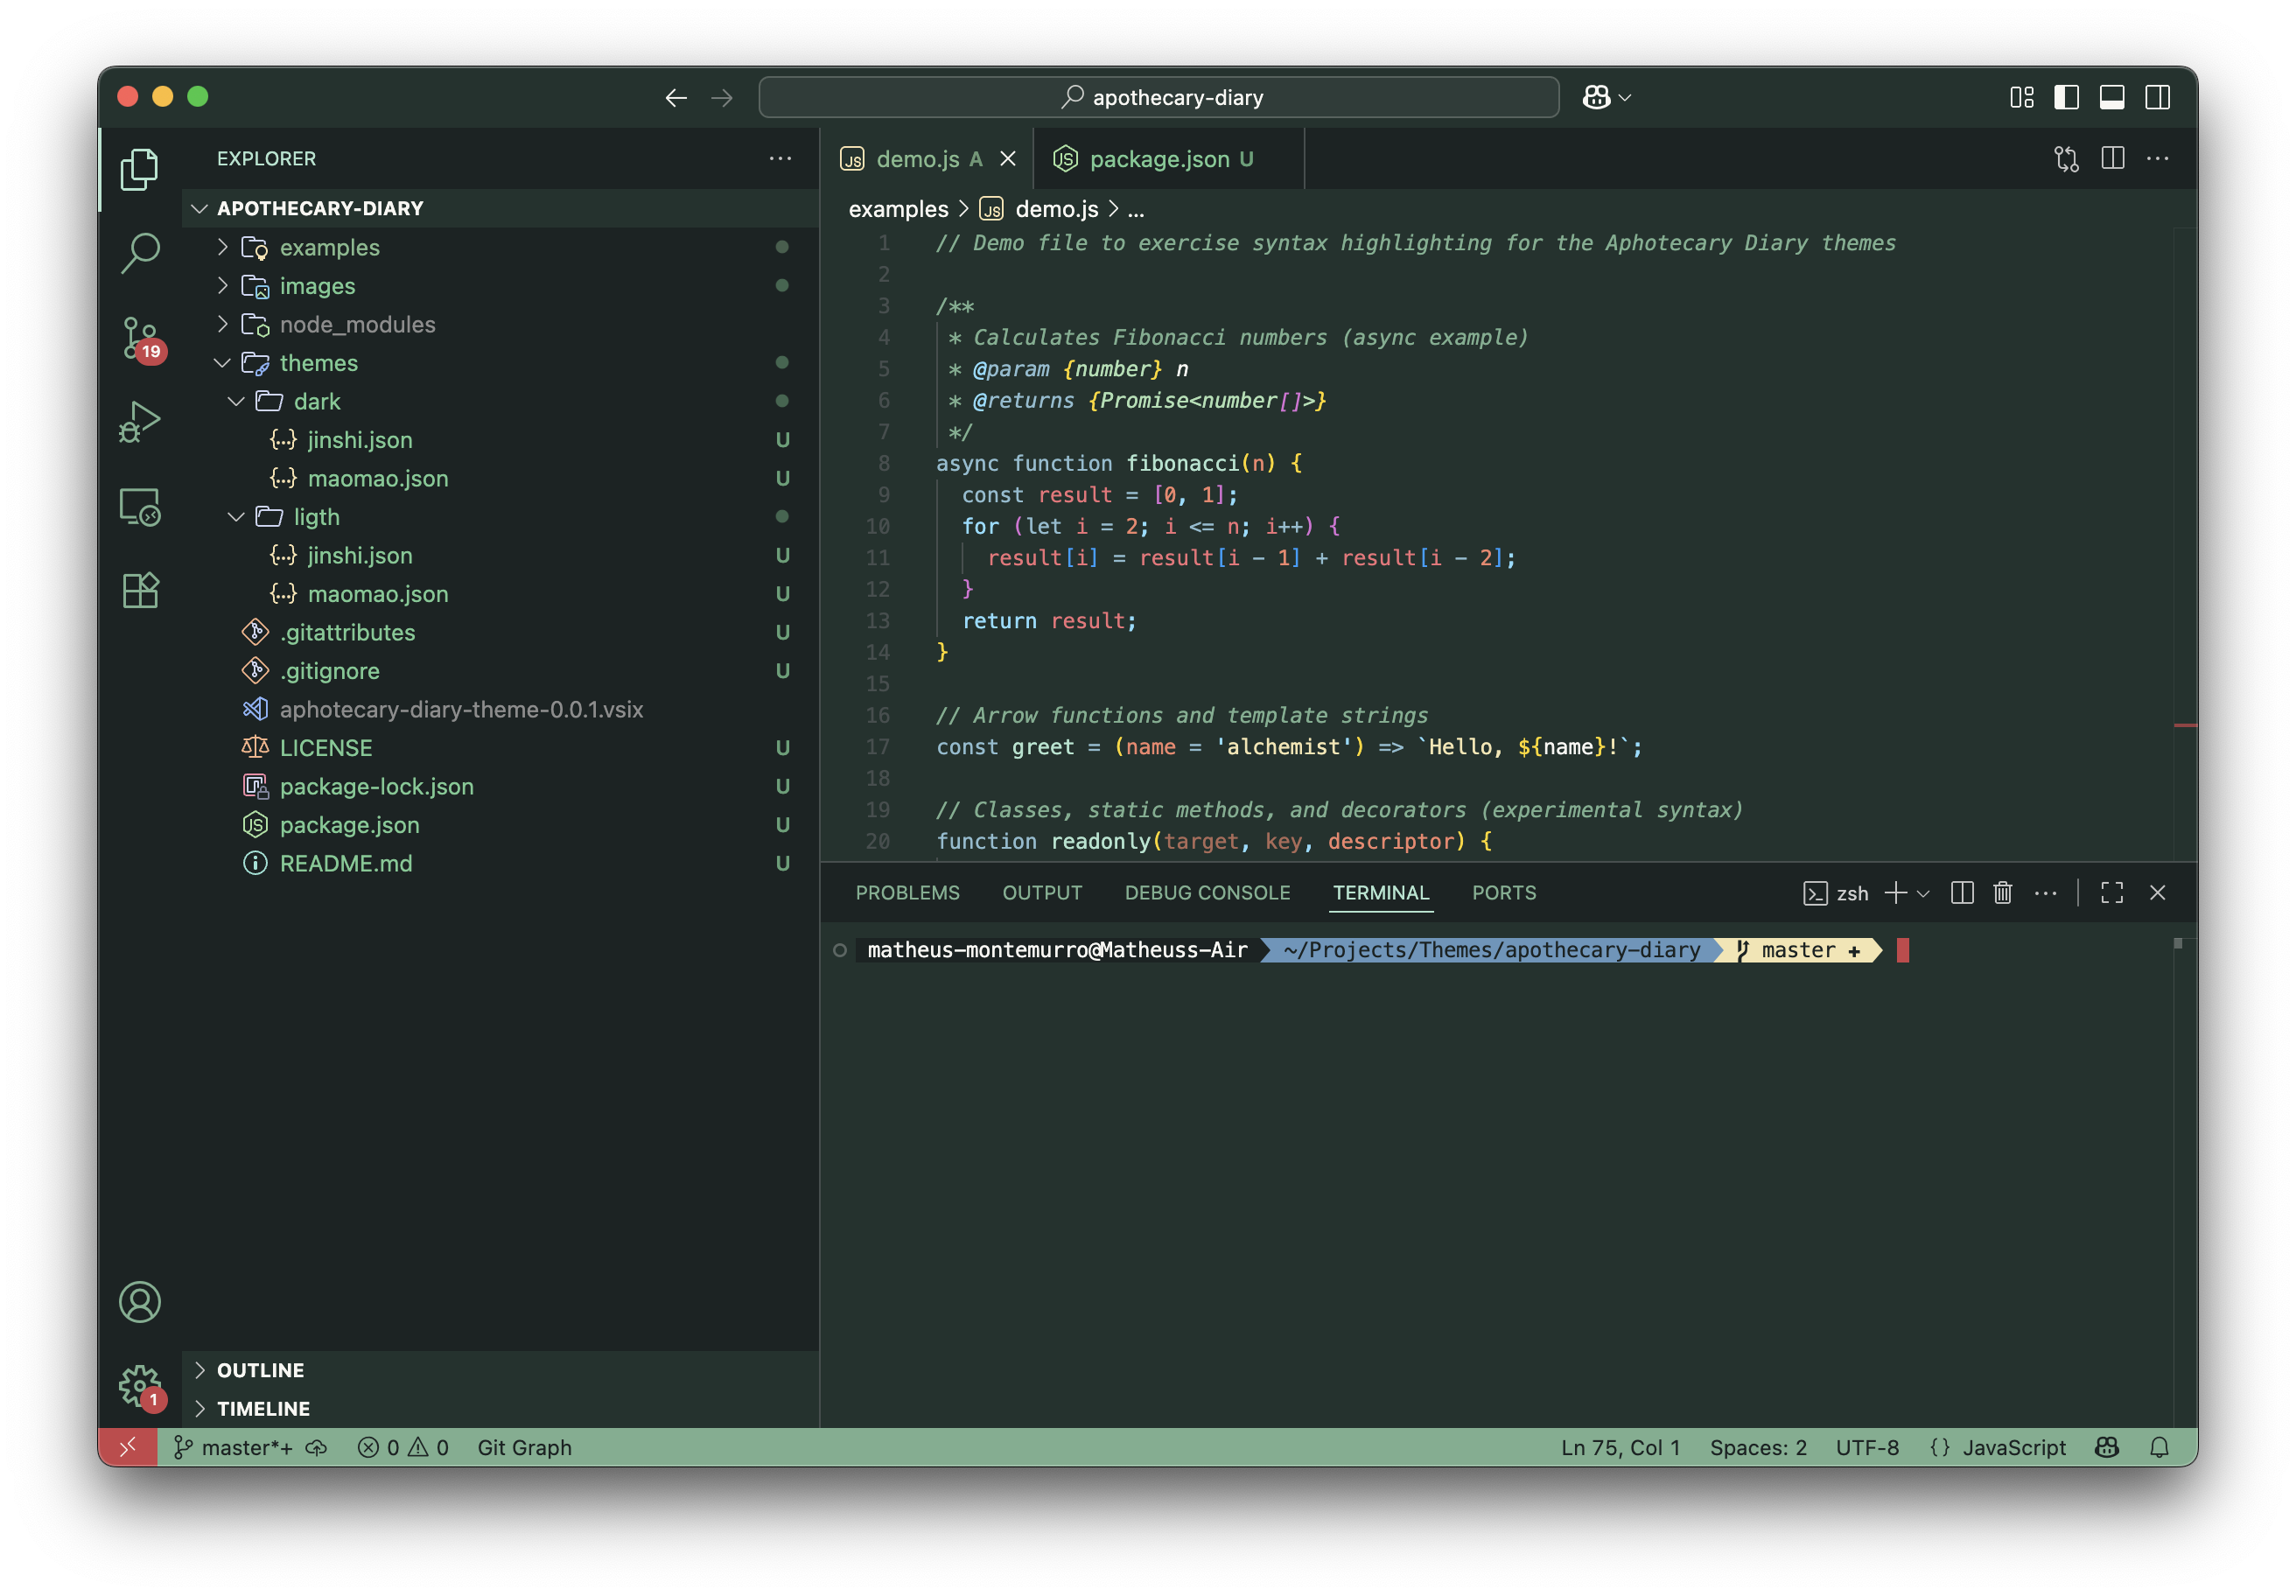 apothecary-diary
EXPLORER
APOTHECARY-DIARY
examples
images
node_modules
themes
dark
{...} jinshi.json U
{...} maomao.json U
ligth
{...} jinshi.json U
{...} maomao.json U
.gitattributes U
.gitignore U
aphotecary-diary-theme-0.0.1.vsix
LICENSE U
package-lock.json U
JS package.json U
README.md U
OUTLINE
TIMELINE
19
1
JS demo.js A
JS package.json U
examples > JS demo.js > ...
1 // Demo file to exercise syntax highlighting for the Aphotecary Diary themes
2
3 /**
4 * Calculates Fibonacci numbers (async example)
5 * @param {number} n
6 * @returns {Promise<number[]>}
7 */
8 async function fibonacci(n) {
9 const result = [0, 1];
10 for (let i = 2; i <= n; i++) {
11 result[i] = result[i - 1] + result[i - 2];
12 }
13 return result;
14 }
15
16 // Arrow functions and template strings
17 const greet = (name = 'alchemist') => `Hello, ${name}!`;
18
19 // Classes, static methods, and decorators (experimental syntax)
20 function readonly(target, key, descriptor) {
PROBLEMS OUTPUT DEBUG CONSOLE TERMINAL PORTS
zsh
matheus-montemurro@Matheuss-Air ~/Projects/Themes/apothecary-diary master +
master*+ 0 0 Git Graph
Ln 75, Col 1 Spaces: 2 UTF-8 {} JavaScript